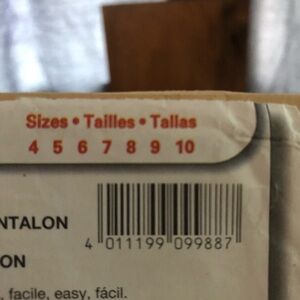 Sizes • Tailles • Tallas
4 5 6 7 8 9 10
NTALON
4 011199 099887
ON
, facile, easy, fácil.